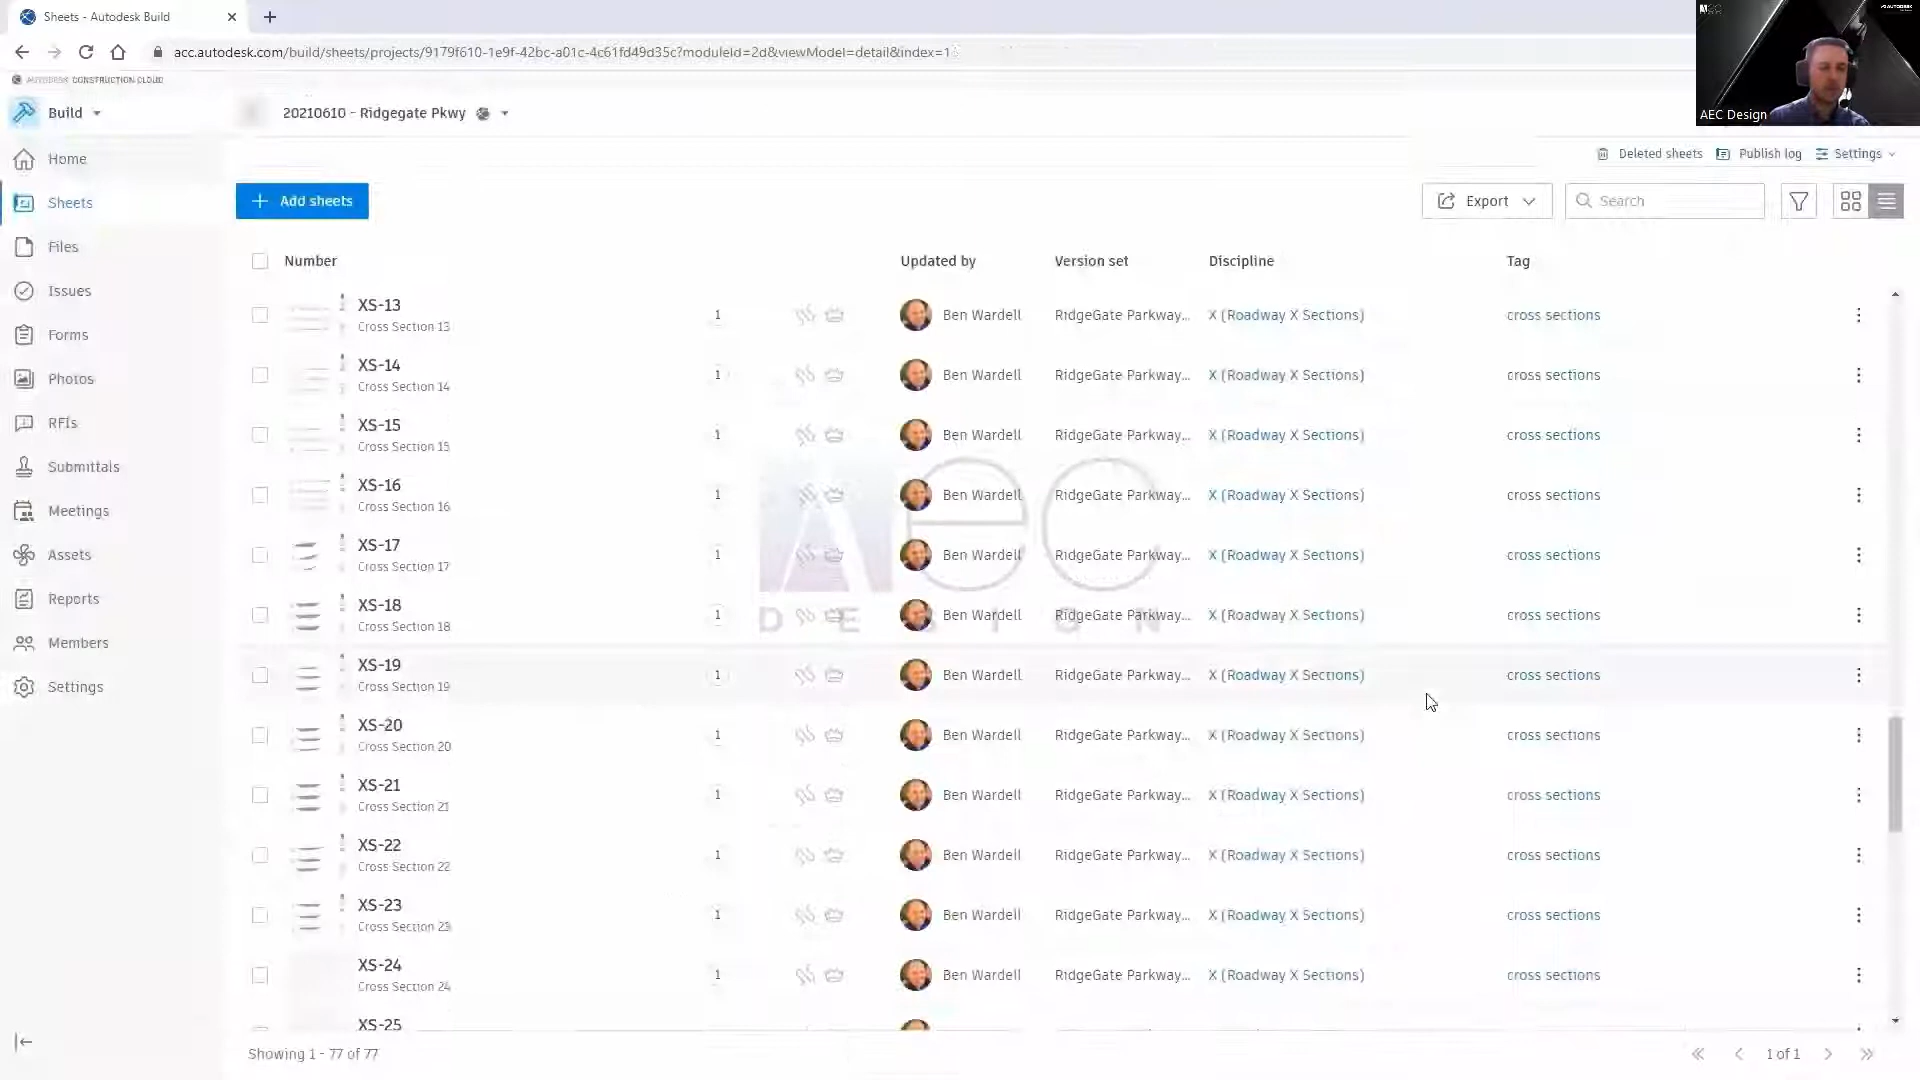 Sheets - Autodesk Build
acc.autodesk.com/build/sheets/projects/9179f610-1e9f-42bc-a01c-4c61fd49d35c?moduleId=2d&viewModel=detail&index=1
AUTODESK CONSTRUCTION CLOUD
AEC Design
Build
20210610 - Ridgegate Pkwy
Deleted sheets
Publish log
Settings
Home
Sheets
Files
Issues
Forms
Photos
RFIs
Submittals
Meetings
Assets
Reports
Members
Settings
Add sheets
Export
Search
Number Updated by Version set Discipline Tag
XS-13
Cross Section 13
1 Ben Wardell RidgeGate Parkway... X (Roadway X Sections) cross sections
XS-14
Cross Section 14
1 Ben Wardell RidgeGate Parkway... X (Roadway X Sections) cross sections
XS-15
Cross Section 15
1 Ben Wardell RidgeGate Parkway... X (Roadway X Sections) cross sections
XS-16
Cross Section 16
1 Ben Wardell RidgeGate Parkway... X (Roadway X Sections) cross sections
XS-17
Cross Section 17
1 Ben Wardell RidgeGate Parkway... X (Roadway X Sections) cross sections
XS-18
Cross Section 18
1 Ben Wardell RidgeGate Parkway... X (Roadway X Sections) cross sections
XS-19
Cross Section 19
1 Ben Wardell RidgeGate Parkway... X (Roadway X Sections) cross sections
XS-20
Cross Section 20
1 Ben Wardell RidgeGate Parkway... X (Roadway X Sections) cross sections
XS-21
Cross Section 21
1 Ben Wardell RidgeGate Parkway... X (Roadway X Sections) cross sections
XS-22
Cross Section 22
1 Ben Wardell RidgeGate Parkway... X (Roadway X Sections) cross sections
XS-23
Cross Section 23
1 Ben Wardell RidgeGate Parkway... X (Roadway X Sections) cross sections
XS-24
Cross Section 24
1 Ben Wardell RidgeGate Parkway... X (Roadway X Sections) cross sections
XS-25
AEC
DESIGN
Showing 1 - 77 of 77
1 of 1